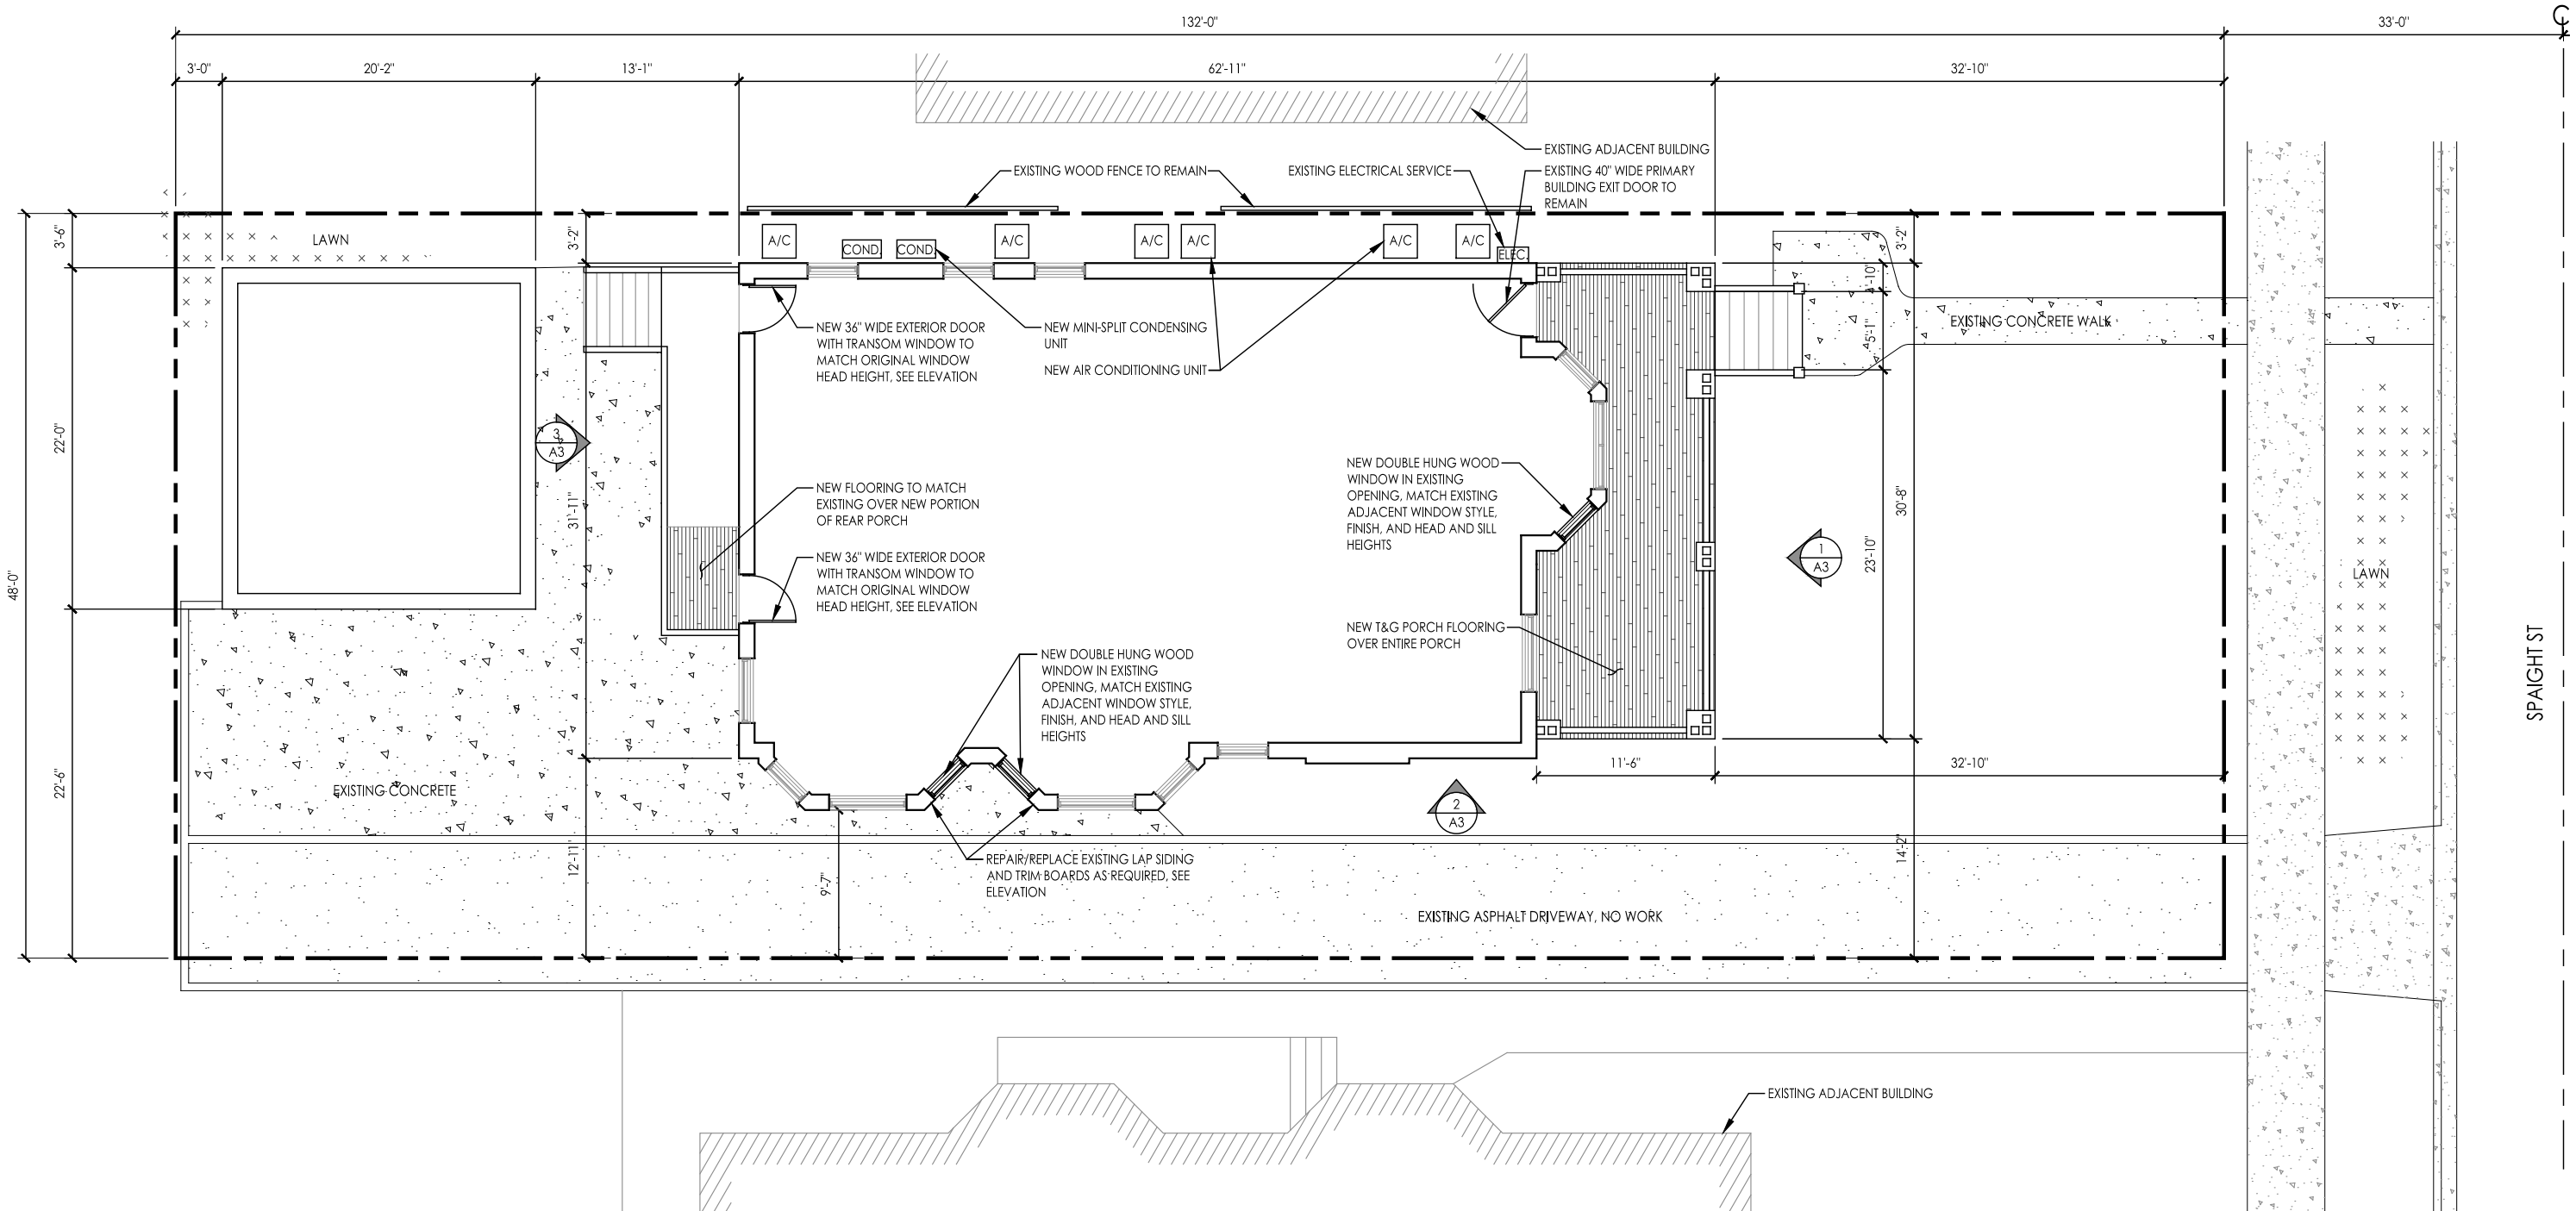 132'-0"
33'-0"
3'-0"
20'-2"
13'-1"
62'-11"
32'-10"
EXISTING ADJACENT BUILDING
EXISTING WOOD FENCE TO REMAIN
EXISTING ELECTRICAL SERVICE
EXISTING 40" WIDE PRIMARY
BUILDING EXIT DOOR TO
REMAIN
3'-6"
LAWN
3'-2"
A/C
COND.
COND.
A/C
A/C
A/C
A/C
A/C
ELEC.
3'-2"
1'-10"
5'-1"
EXISTING CONCRETE WALK
NEW 36" WIDE EXTERIOR DOOR
WITH TRANSOM WINDOW TO
MATCH ORIGINAL WINDOW
HEAD HEIGHT, SEE ELEVATION
NEW MINI-SPLIT CONDENSING
UNIT
NEW AIR CONDITIONING UNIT
22'-0"
48'-0"
3
A3
31'-11"
NEW FLOORING TO MATCH
EXISTING OVER NEW PORTION
OF REAR PORCH
NEW DOUBLE HUNG WOOD
WINDOW IN EXISTING
OPENING, MATCH EXISTING
ADJACENT WINDOW STYLE,
FINISH, AND HEAD AND SILL
HEIGHTS
30'-8"
23'-10"
1
A3
LAWN
NEW 36" WIDE EXTERIOR DOOR
WITH TRANSOM WINDOW TO
MATCH ORIGINAL WINDOW
HEAD HEIGHT, SEE ELEVATION
NEW T&G PORCH FLOORING
OVER ENTIRE PORCH
SPAIGHT ST
NEW DOUBLE HUNG WOOD
WINDOW IN EXISTING
OPENING, MATCH EXISTING
ADJACENT WINDOW STYLE,
FINISH, AND HEAD AND SILL
HEIGHTS
11'-6"
32'-10"
22'-6"
EXISTING CONCRETE
2
A3
12'-11"
9'-7"
14'-2"
REPAIR/REPLACE EXISTING LAP SIDING
AND TRIM BOARDS AS REQUIRED, SEE
ELEVATION
EXISTING ASPHALT DRIVEWAY, NO WORK
EXISTING ADJACENT BUILDING